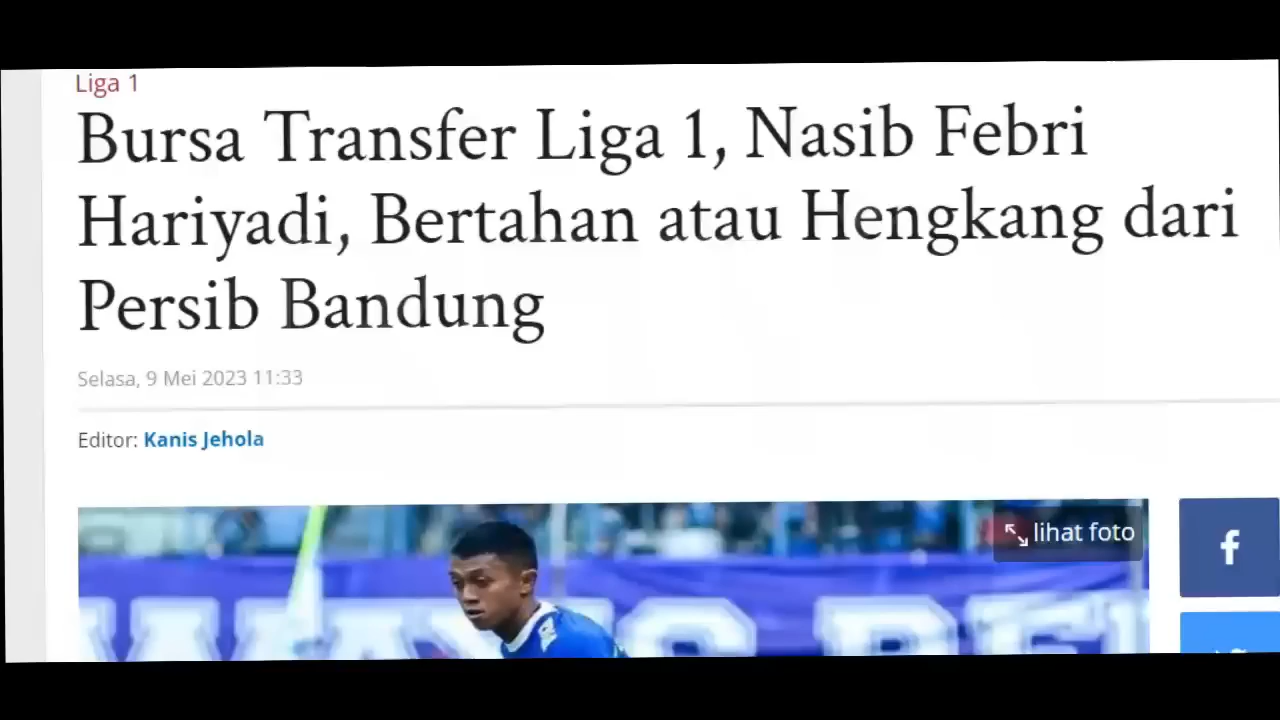 Liga 1
Bursa Transfer Liga 1, Nasib Febri
Hariyadi, Bertahan atau Hengkang dari
Persib Bandung
Selasa, 9 Mei 2023 11:33
Editor: Kanis Jehola
lihat foto
f